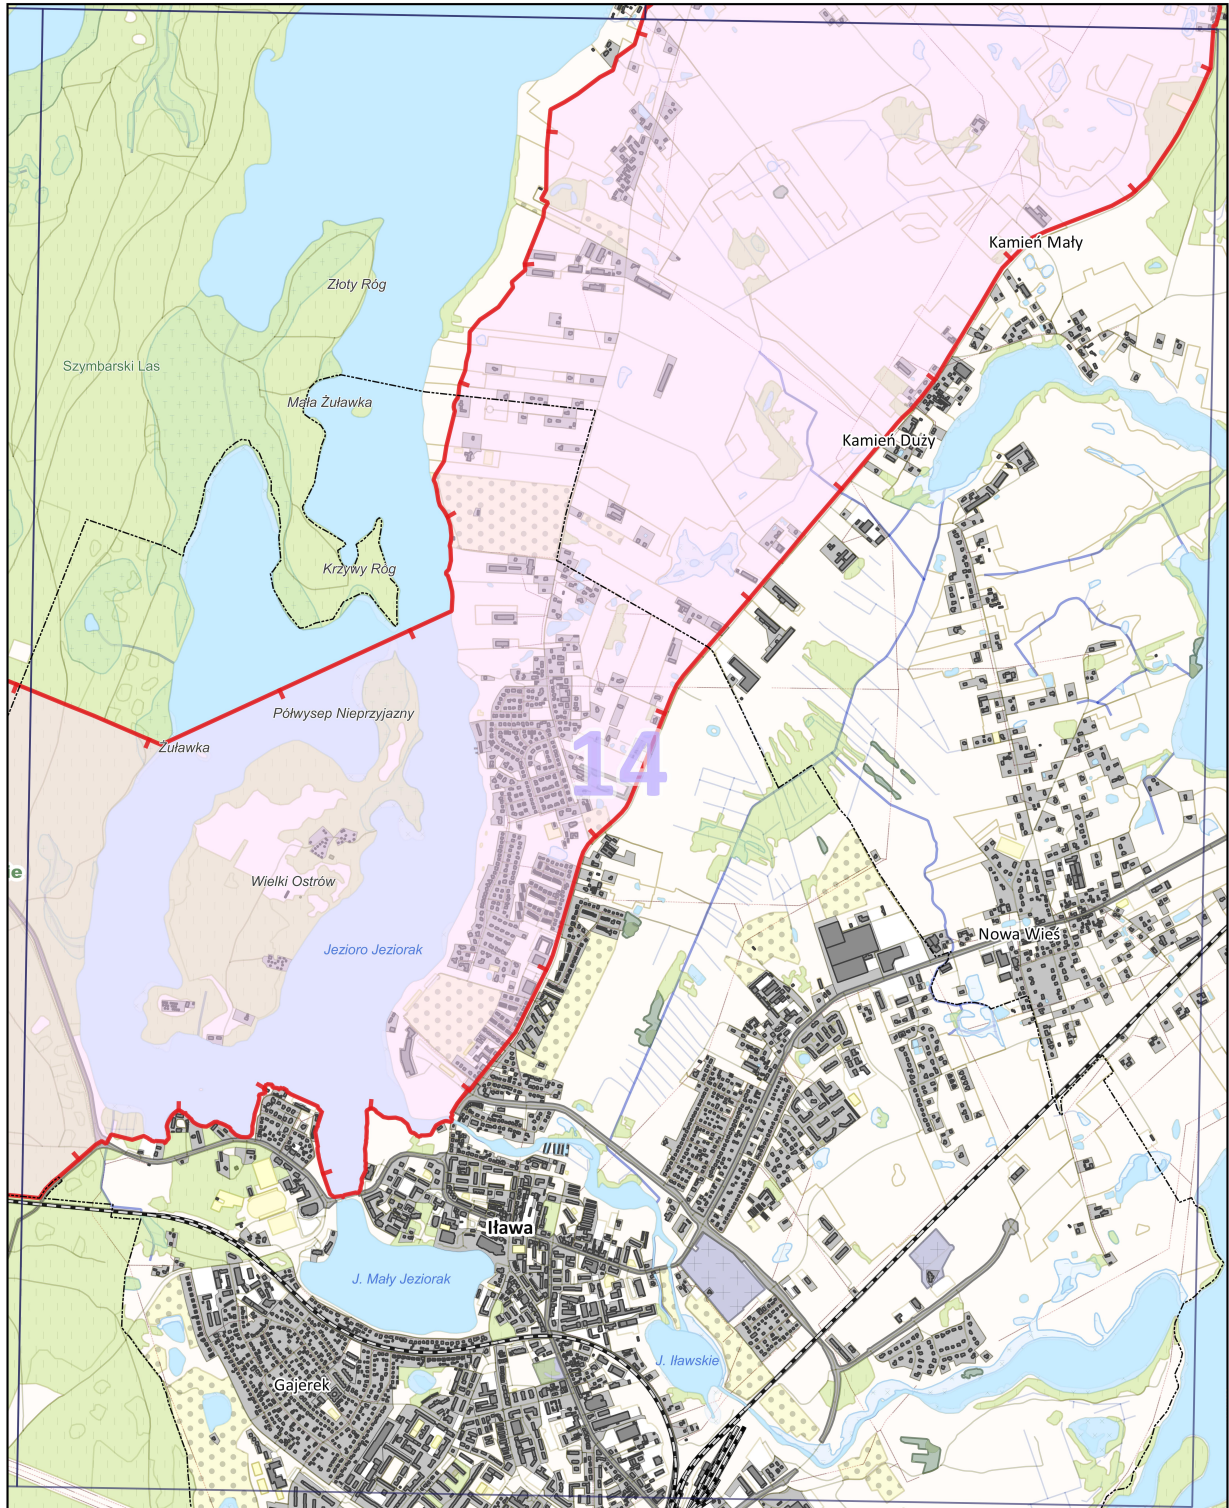 Kamień Mały
Złoty Róg
Szymbarski Las
Mała Żuławka
Kamień Duży
Krzywy Róg
Półwysep Nieprzyjazny
Żuławka
14
ie
Wielki Ostrów
Nowa Wieś
Jezioro Jeziorak
Iława
J. Mały Jeziorak
J. Iławskie
Gajerek